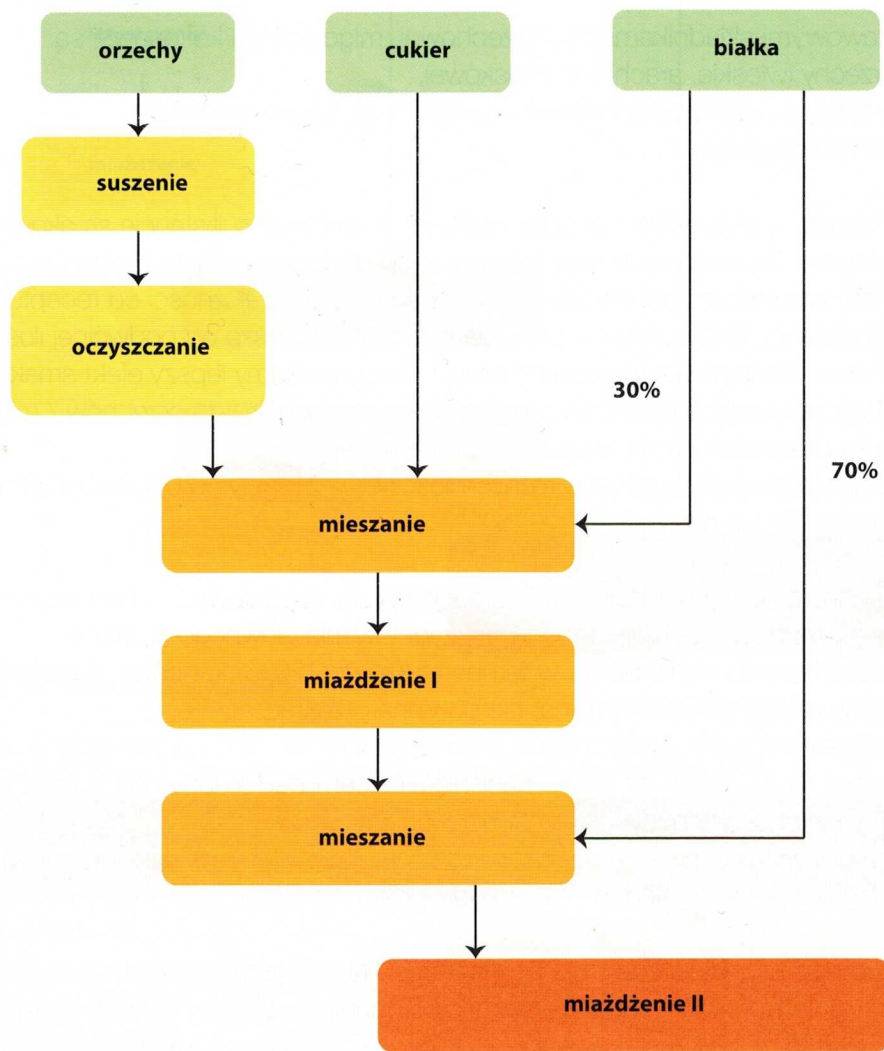 orzechy
cukier
białka
suszenie
oczyszczanie
30%
70%
mieszanie
miażdżenie I
mieszanie
miażdżenie II